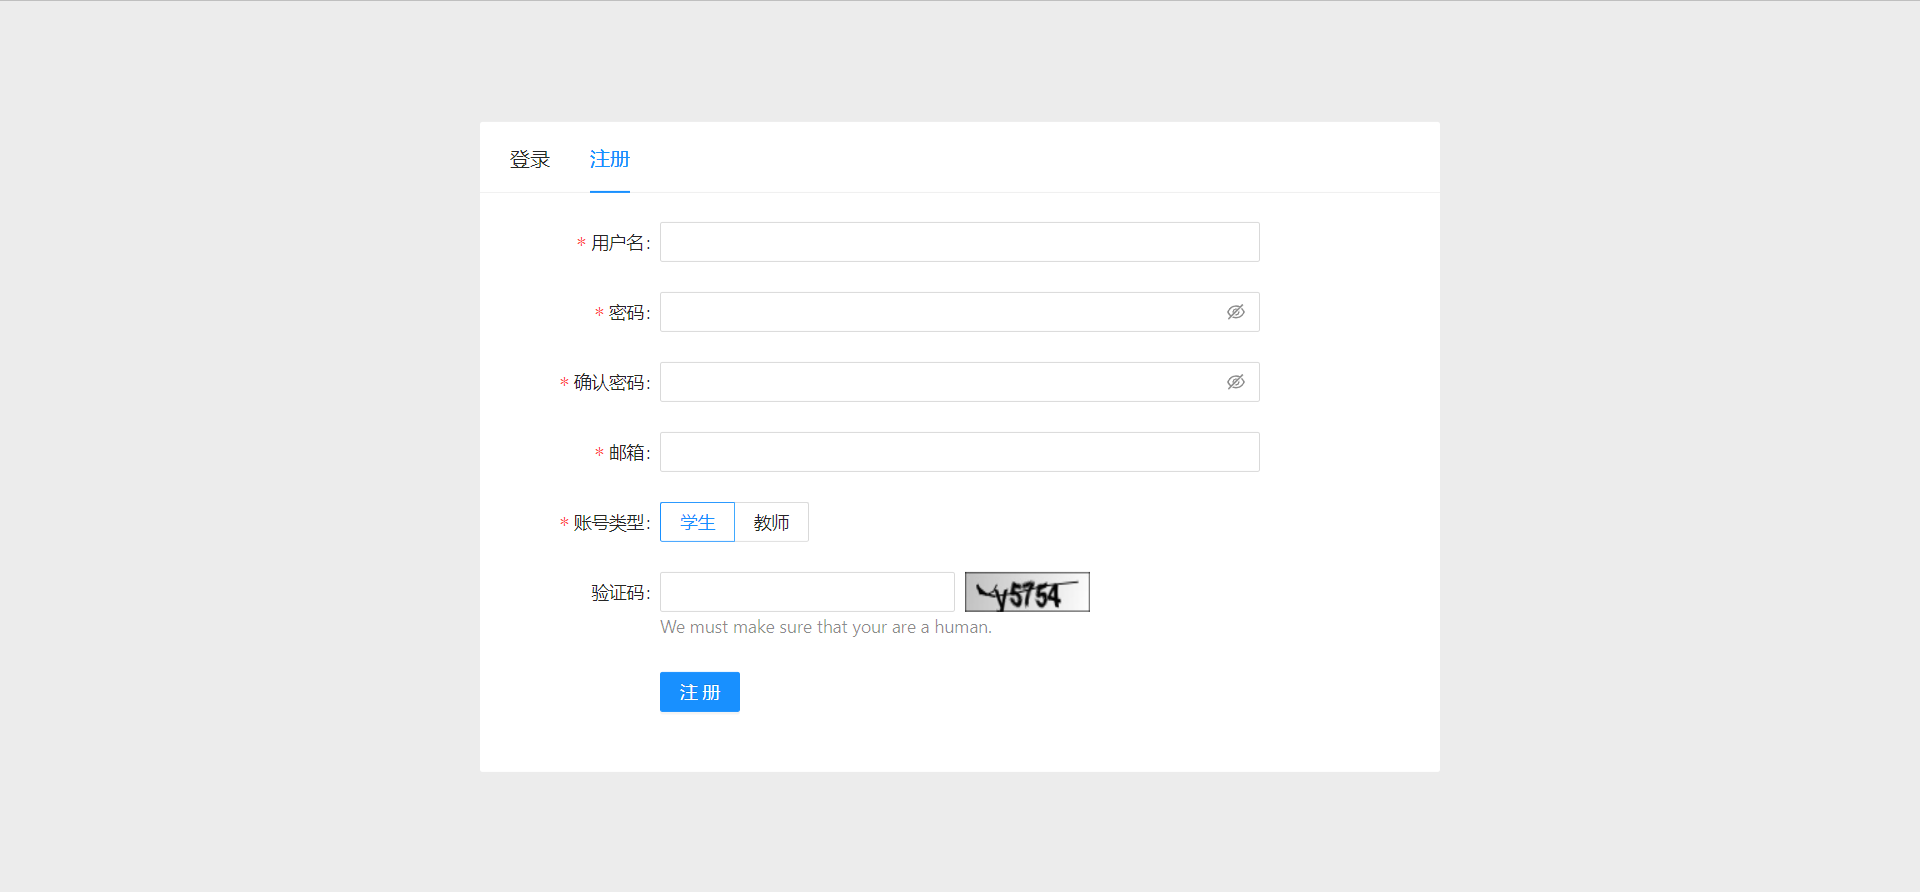 登录 注册
* 用户名:
* 密码:
* 确认密码:
* 邮箱:
* 账号类型: 学生 教师
验证码: y5754
We must make sure that your are a human.
注 册